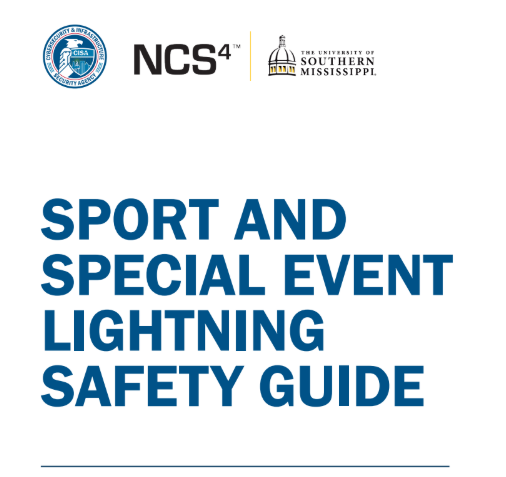 CYBERSECURITY & INFRASTRUCTURE
CISA
SECURITY AGENCY
NCS4™
THE UNIVERSITY OF
SOUTHERN
MISSISSIPPI
SPORT AND
SPECIAL EVENT
LIGHTNING
SAFETY GUIDE